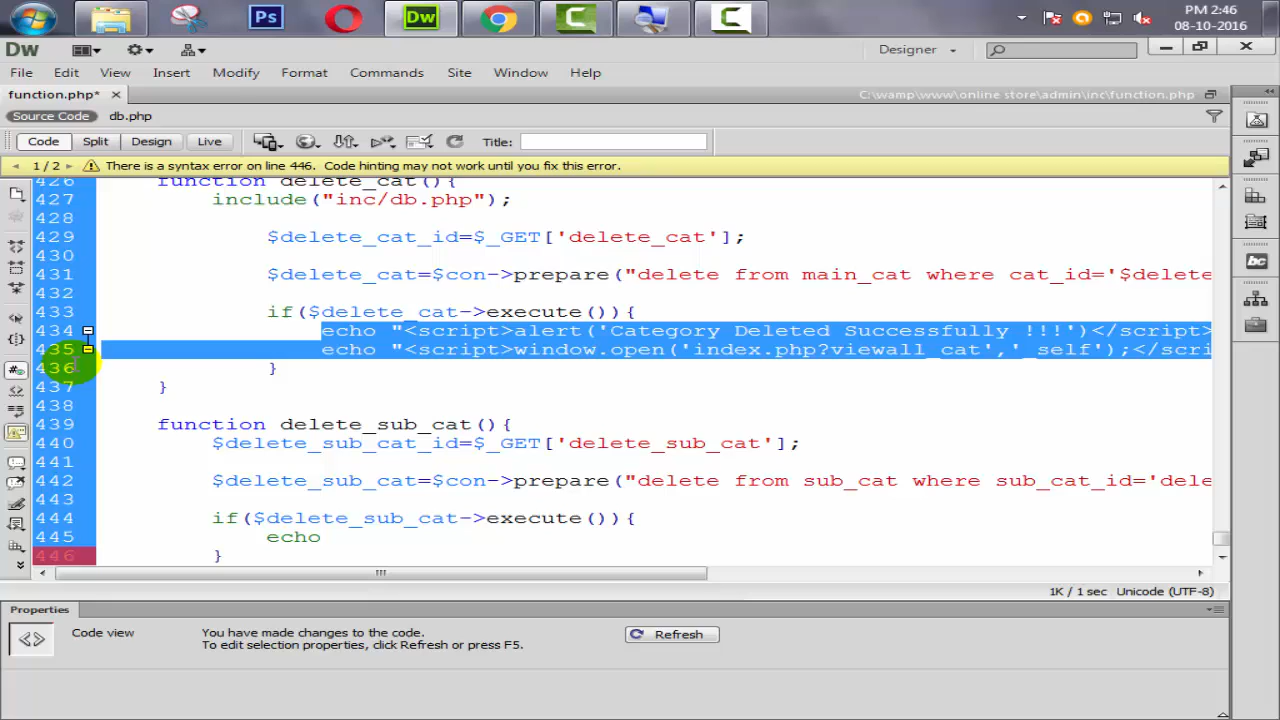 Ps
Dw
PM 2:46
08-10-2016
Dw
Designer
File Edit View Insert Modify Format Commands Site Window Help
function.php*
C:\wamp\www\online store\admin\inc\function.php
Source Code db.php
Code Split Design Live Title:
1 / 2 There is a syntax error on line 446. Code hinting may not work until you fix this error.
426 function delete_cat(){
427 include("inc/db.php");
428
429 $delete_cat_id=$_GET['delete_cat'];
430
431 $delete_cat=$con->prepare("delete from main_cat where cat_id='$delete
432
433 if($delete_cat->execute()){
434 echo "<script>alert('Category Deleted Successfully !!!')</script>
435 echo "<script>window.open('index.php?viewall_cat','_self');</scri
436 }
437 }
438
439 function delete_sub_cat(){
440 $delete_sub_cat_id=$_GET['delete_sub_cat'];
441
442 $delete_sub_cat=$con->prepare("delete from sub_cat where sub_cat_id='dele
443
444 if($delete_sub_cat->execute()){
445 echo
446 }
1K / 1 sec Unicode (UTF-8)
Properties
Code view You have made changes to the code. Refresh
To edit selection properties, click Refresh or press F5.
bc